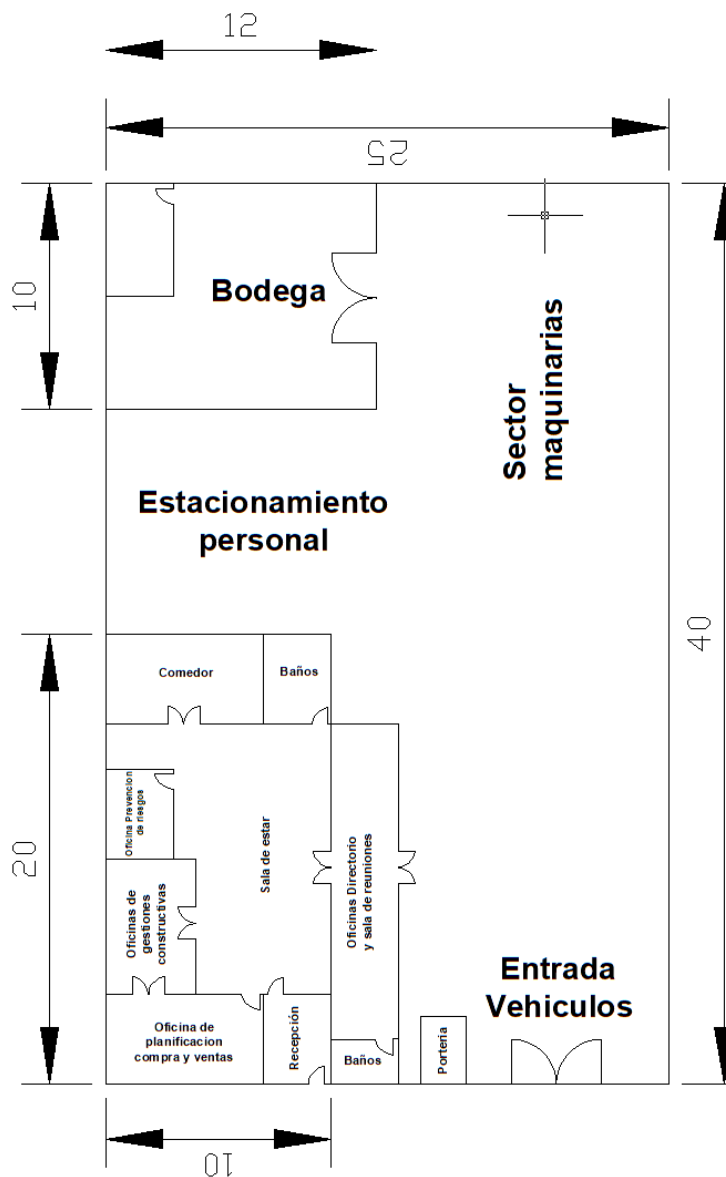 12
25
10
Bodega
Sector
maquinarias
Estacionamiento
personal
40
Comedor
Baños
Oficina Prevencion
de riesgos
20
Sala de estar
Oficinas Directorio
y sala de reuniones
Oficinas de
gestiones
constructivas
Entrada
Vehiculos
Oficina de
planificacion
compra y ventas
Recepción
Baños
Porteria
10